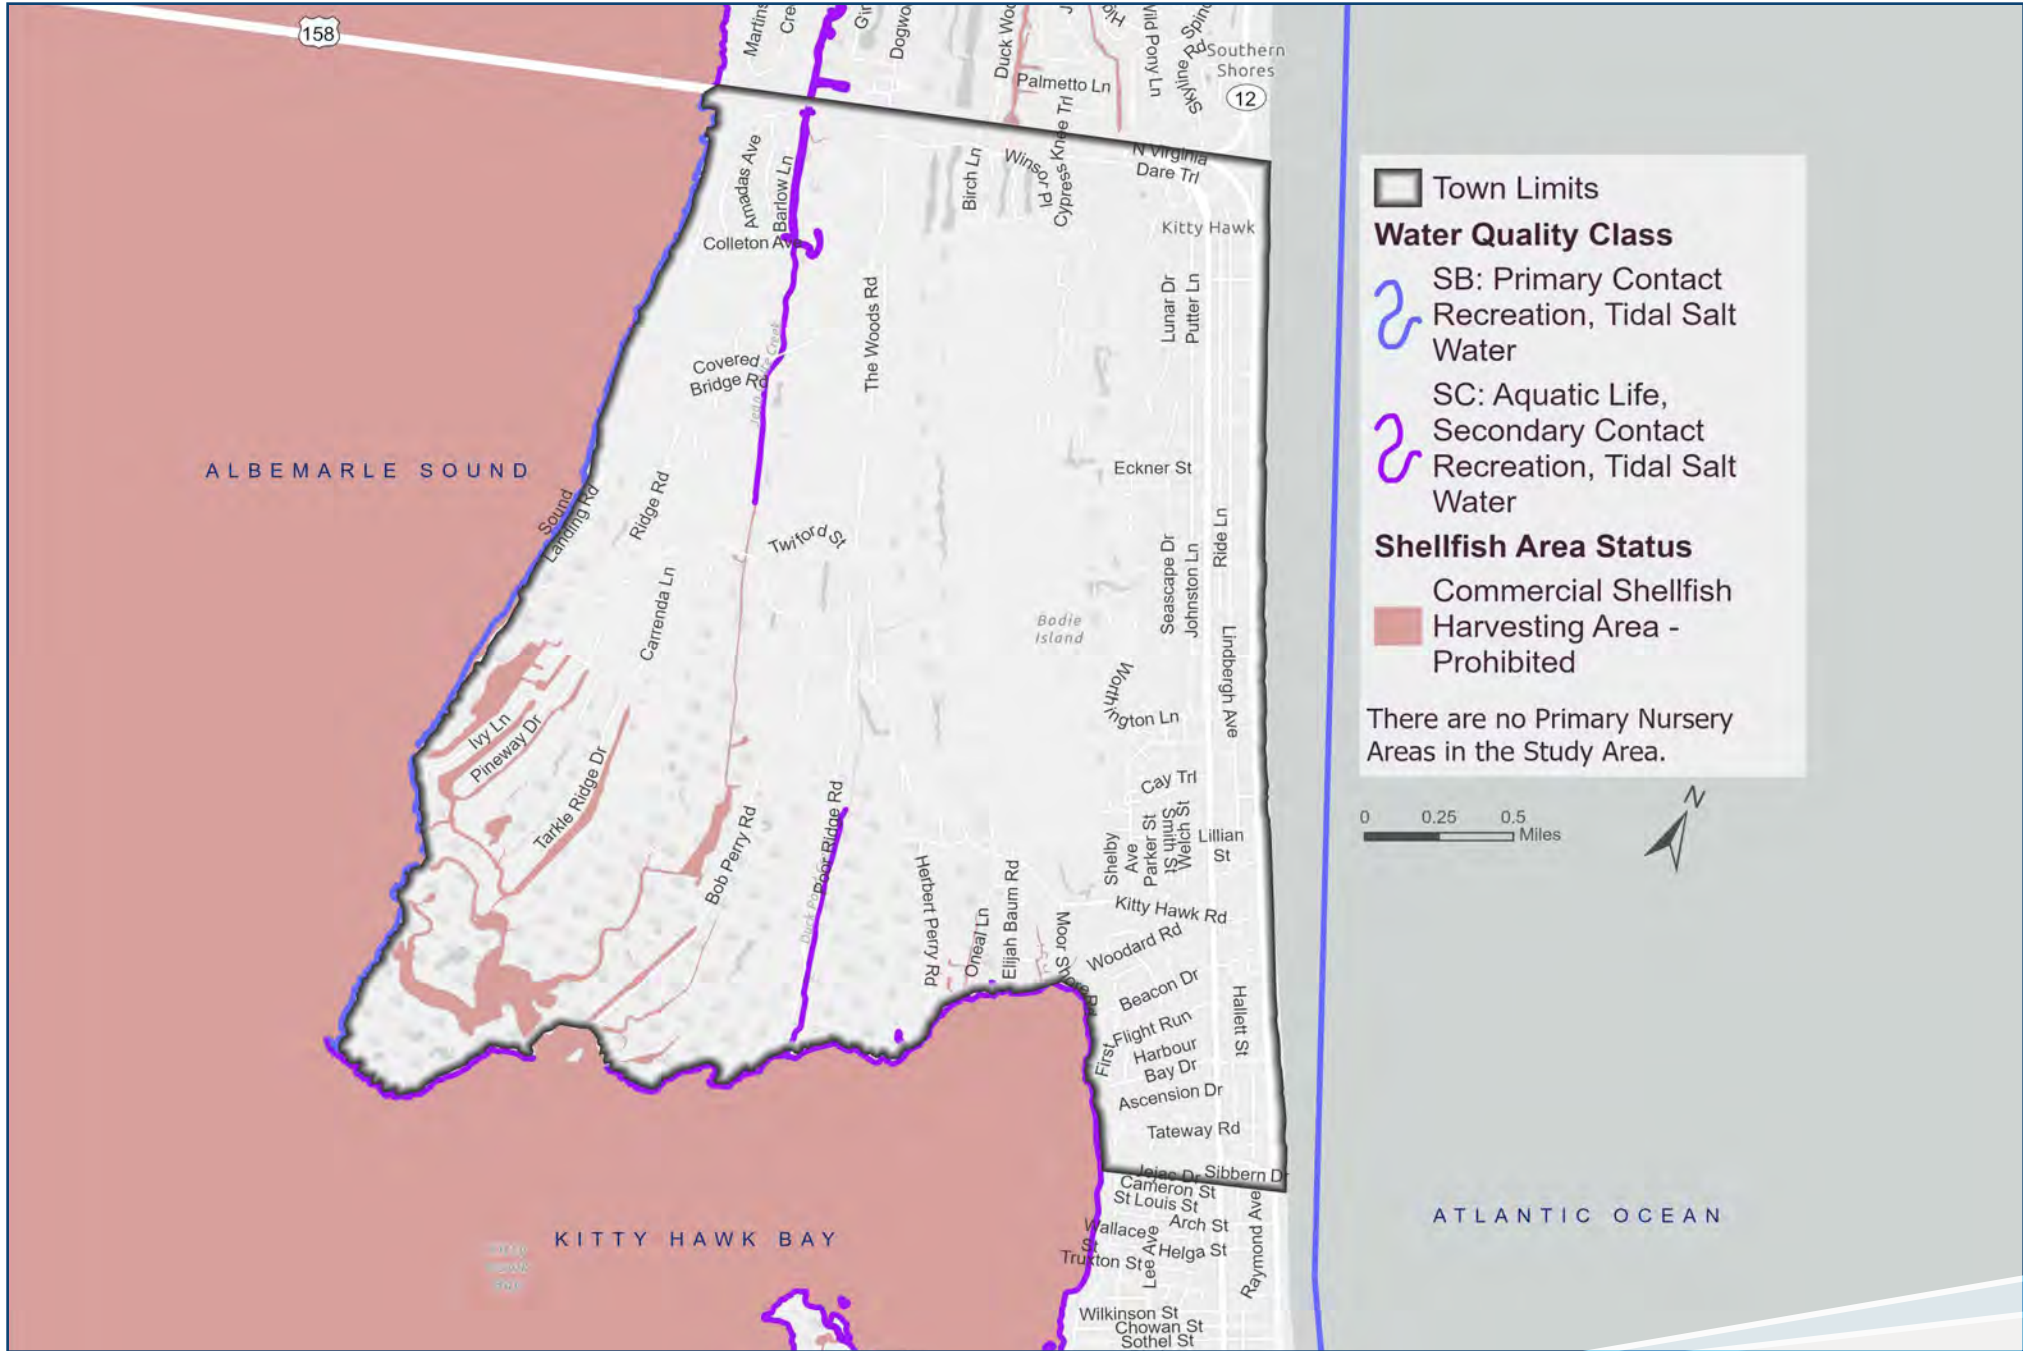 158
Martins
Cre
Gin
Dogwo
Duck Woo
Hig
Wild Pony Ln
Spind
Skyline Rd
Southern
Shores
12
Palmetto Ln
N Virginia
Dare Trl
Amadas Ave
Barlow Ln
Birch Ln
Winsor Pl
Cypress Knee Trl
Kitty Hawk
Colleton Ave
The Woods Rd
Lunar Dr
Putter Ln
Covered
Bridge Rd
Creek
ALBEMARLE SOUND
Eckner St
Sound
Landing Rd
Ridge Rd
Twiford St
Ride Ln
Seascape Dr
Johnston Ln
Carrenda Ln
Bodie
Island
Lindbergh Ave
Worthington Ln
Ivy Ln
Pineway Dr
Tarkle Ridge Dr
Cay Trl
Bob Perry Rd
Poor Ridge Rd
Duck
Shelby
Ave
Parker St
Smith St
Welch St
Lillian
St
Herbert Perry Rd
Oneal Ln
Elijah Baum Rd
Moor Shore Rd
Kitty Hawk Rd
Woodard Rd
Beacon Dr
Hallett St
First
Flight Run
Harbour
Bay Dr
Ascension Dr
Tateway Rd
Jejac Dr
Sibbern Dr
Cameron St
St Louis St
Wallace
St
Arch St
Truxton St
Lee Ave
Helga St
Raymond Ave
KITTY HAWK BAY
Wilkinson St
Chowan St
Sothel St
ATLANTIC OCEAN
Town Limits
Water Quality Class
SB: Primary Contact
Recreation, Tidal Salt
Water
SC: Aquatic Life,
Secondary Contact
Recreation, Tidal Salt
Water
Shellfish Area Status
Commercial Shellfish
Harvesting Area -
Prohibited
There are no Primary Nursery
Areas in the Study Area.
N
0 0.25 0.5
Miles